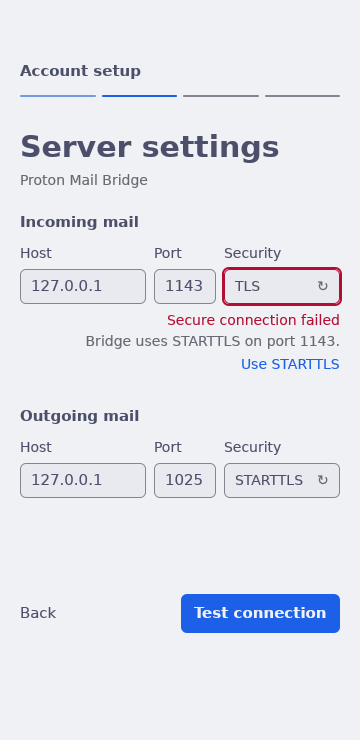 Account setup
Server settings
Proton Mail Bridge
Incoming mail
Host Port Security
127.0.0.1 1143 TLS ↻
Secure connection failed
Bridge uses STARTTLS on port 1143.
Use STARTTLS
Outgoing mail
Host Port Security
127.0.0.1 1025 STARTTLS ↻
Back Test connection